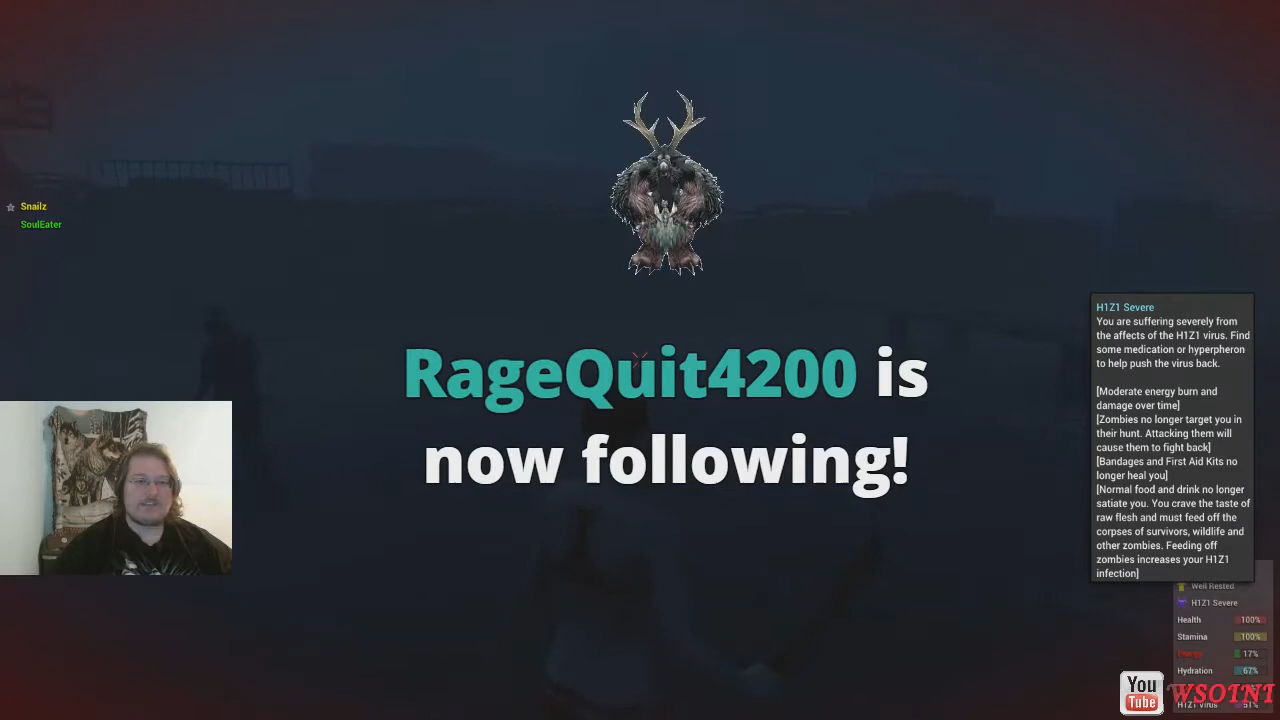 Snailz
SoulEater
RageQuit4200 is
now following!
H1Z1 Severe
You are suffering severely from
the affects of the H1Z1 virus. Find
some medication or hyperpheron
to help push the virus back.
[Moderate energy burn and
damage over time]
[Zombies no longer target you in
their hunt. Attacking them will
cause them to fight back]
[Bandages and First Aid Kits no
longer heal you]
[Normal food and drink no longer
satiate you. You crave the taste of
raw flesh and must feed off the
corpses of survivors, wildlife and
other zombies. Feeding off
zombies increases your H1Z1
infection]
Well Rested
H1Z1 Severe
Health 100%
Stamina 100%
Energy 17%
Hydration 67%
You
Tube
WSOINI
H1Z1 Virus 51%